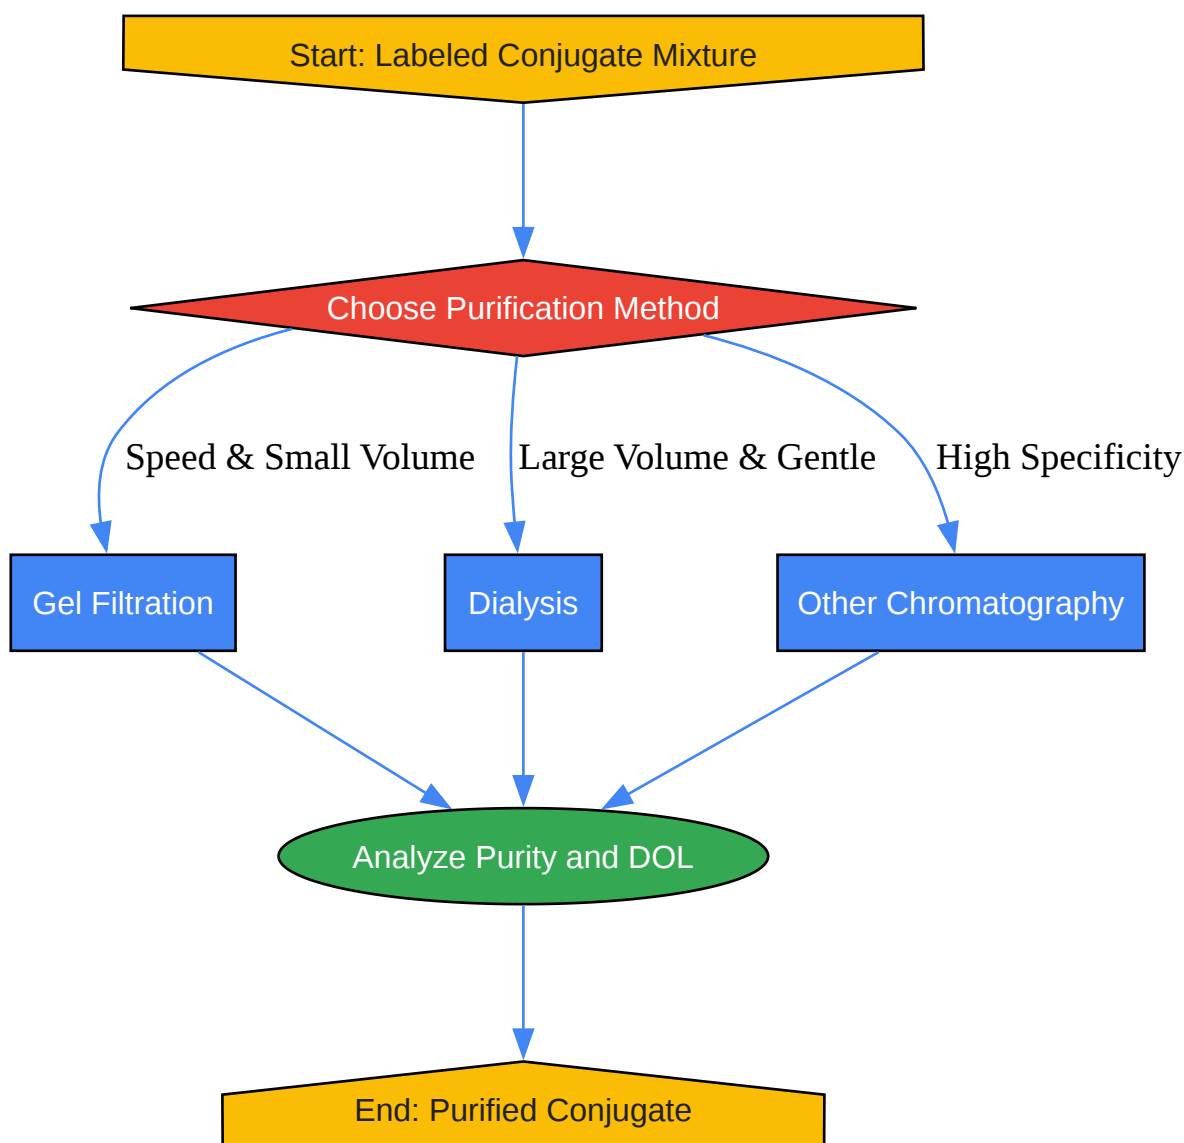 Start: Labeled Conjugate Mixture
Choose Purification Method
Speed & Small Volume
Large Volume & Gentle
High Specificity
Gel Filtration
Dialysis
Other Chromatography
Analyze Purity and DOL
End: Purified Conjugate